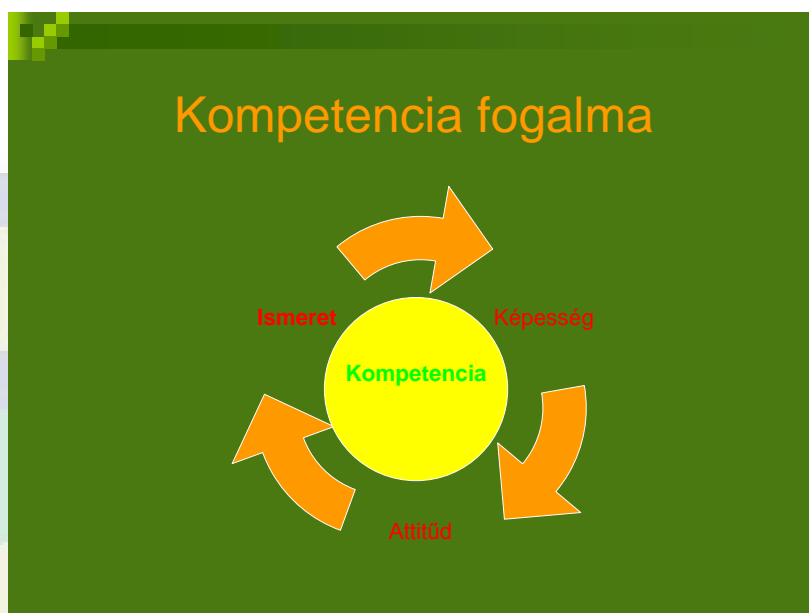 Kompetencia fogalma
Ismeret
Képesség
Kompetencia
Attitűd